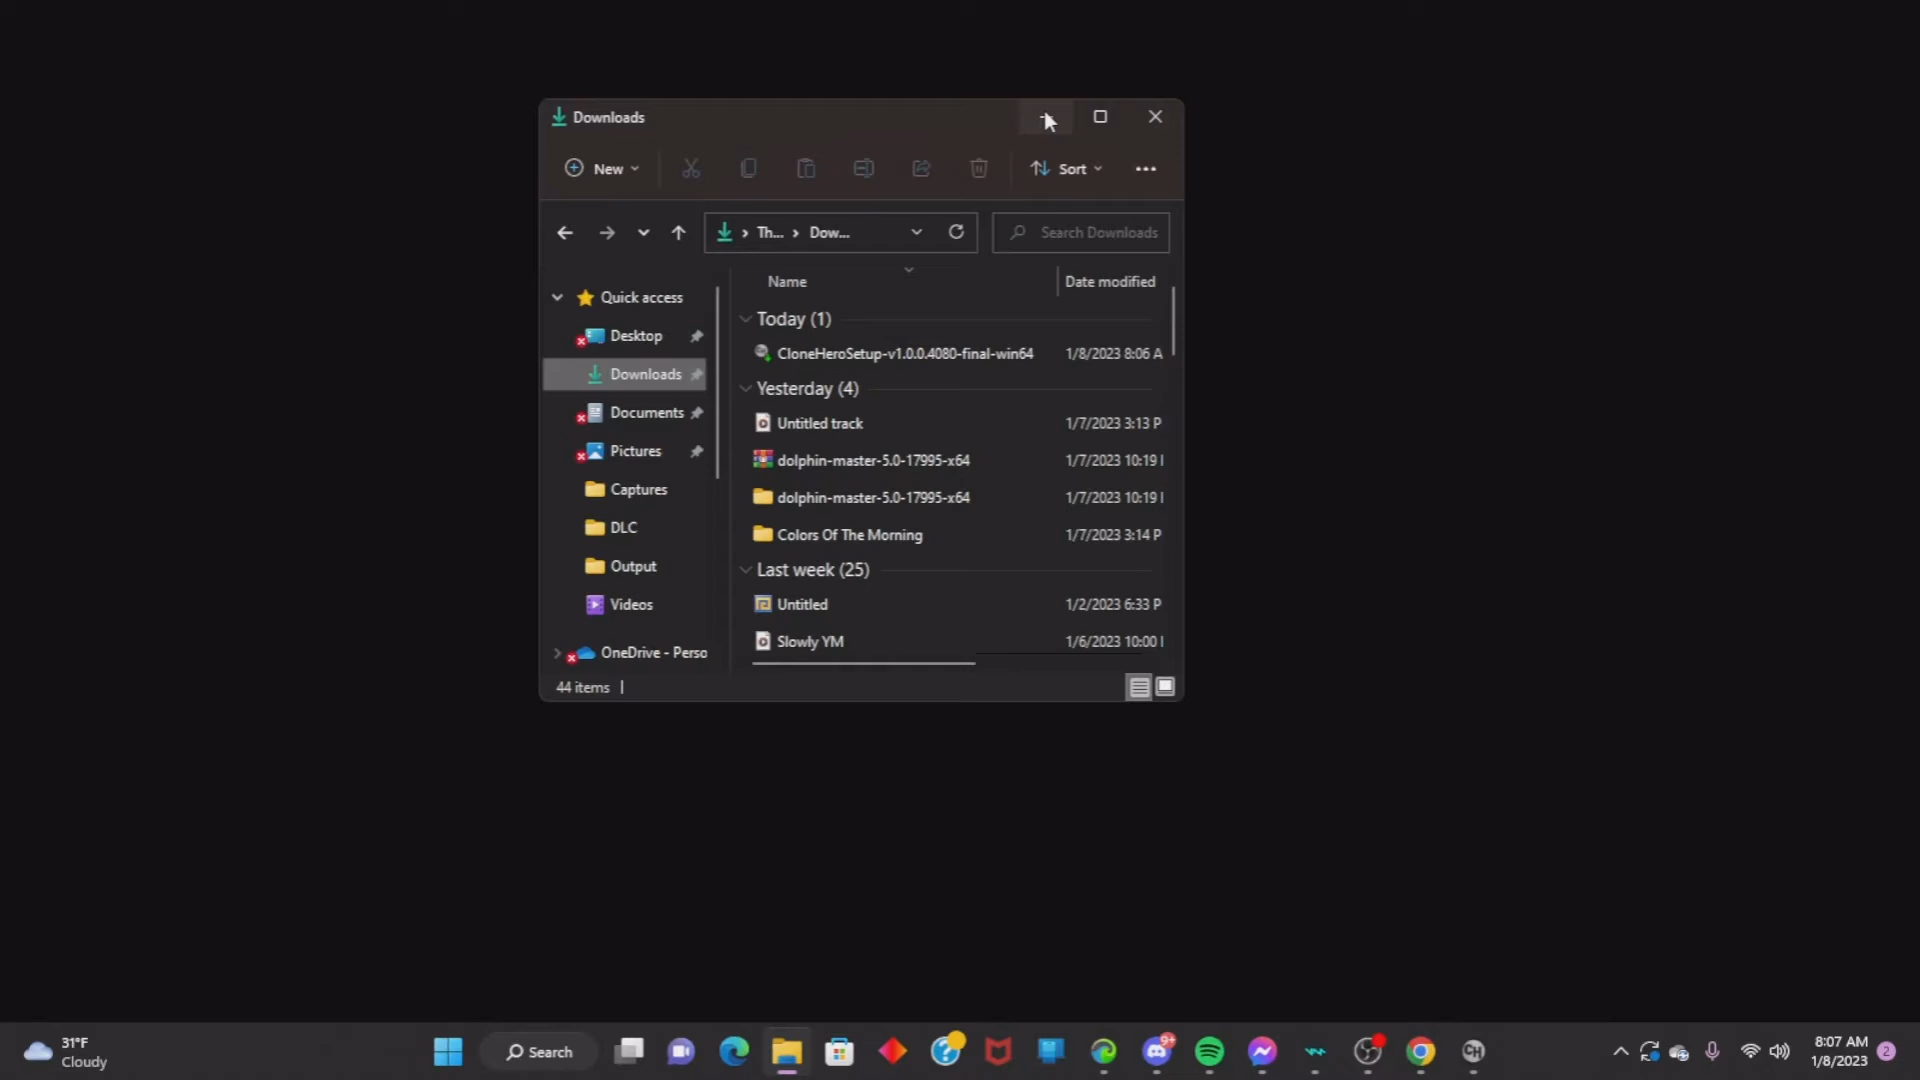 Downloads
New
Sort
Th... Dow...
Search Downloads
Name
Date modified
Quick access
Desktop
Downloads
Documents
Pictures
Captures
DLC
Output
Videos
OneDrive - Perso
Today (1)
CloneHeroSetup-v1.0.0.4080-final-win64 1/8/2023 8:06 A
Yesterday (4)
Untitled track 1/7/2023 3:13 P
dolphin-master-5.0-17995-x64 1/7/2023 10:19
dolphin-master-5.0-17995-x64 1/7/2023 10:19
Colors Of The Morning 1/7/2023 3:14 P
Last week (25)
Untitled 1/2/2023 6:33 P
Slowly YM 1/6/2023 10:00
44 items
31°F
Cloudy
Search
9+
CH
8:07 AM
1/8/2023
2